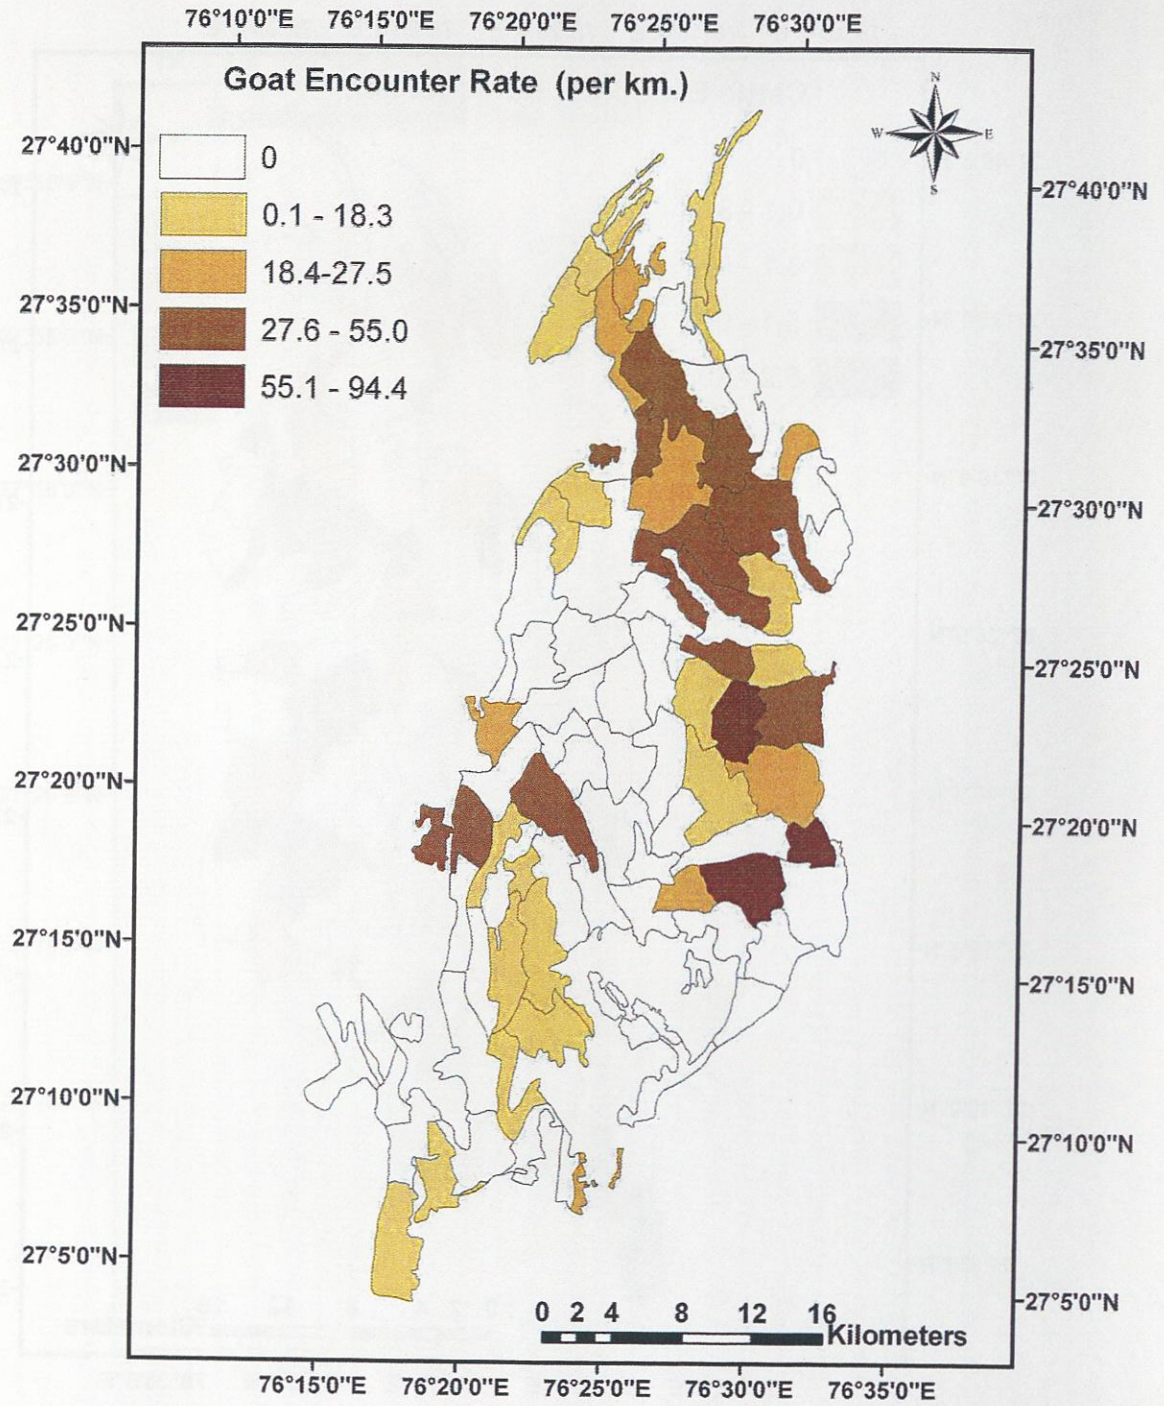 76°10'0"E 76°15'0"E 76°20'0"E 76°25'0"E 76°30'0"E
Goat Encounter Rate (per km.)
N
W E
S
0
0.1 - 18.3
18.4-27.5
27.6 - 55.0
55.1 - 94.4
27°40'0"N
27°35'0"N
27°30'0"N
27°25'0"N
27°20'0"N
27°15'0"N
27°10'0"N
27°5'0"N
27°40'0"N
27°35'0"N
27°30'0"N
27°25'0"N
27°20'0"N
27°15'0"N
27°10'0"N
27°5'0"N
0 2 4 8 12 16
Kilometers
76°15'0"E 76°20'0"E 76°25'0"E 76°30'0"E 76°35'0"E